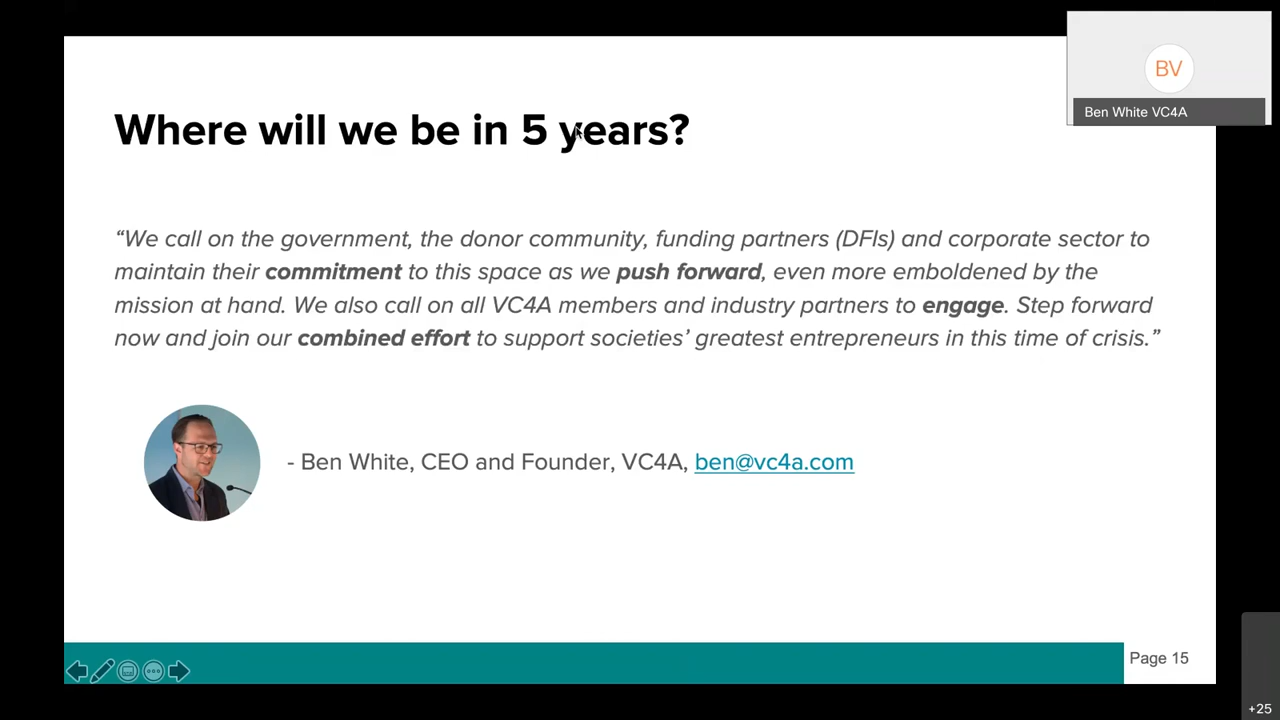 BV
Ben White VC4A
Where will we be in 5 years?
“We call on the government, the donor community, funding partners (DFIs) and corporate sector to
maintain their commitment to this space as we push forward, even more emboldened by the
mission at hand. We also call on all VC4A members and industry partners to engage. Step forward
now and join our combined effort to support societies’ greatest entrepreneurs in this time of crisis.”
- Ben White, CEO and Founder, VC4A, ben@vc4a.com
Page 15
+25